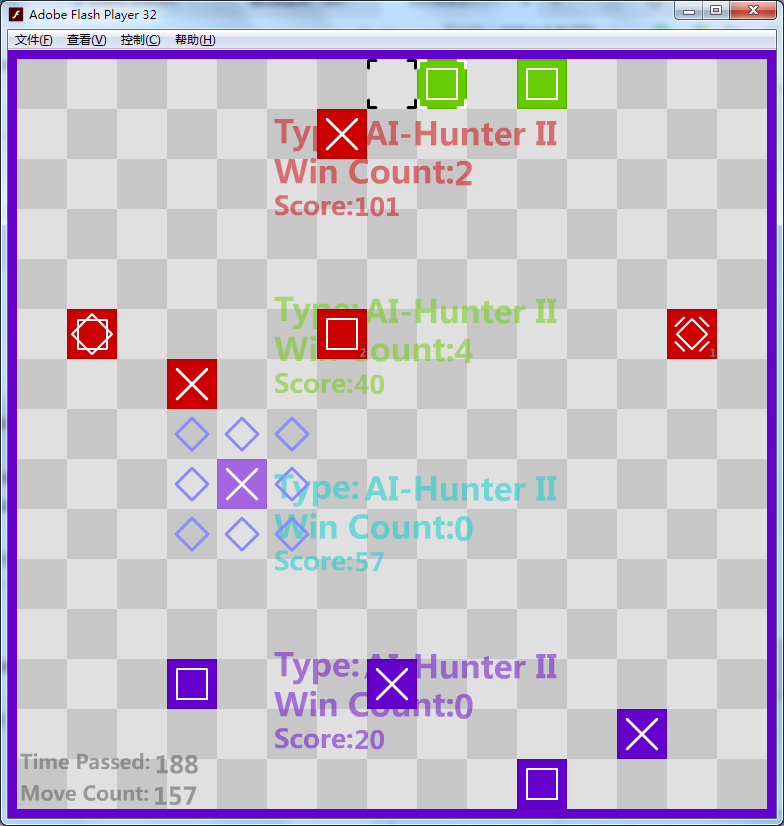 Adobe Flash Player 32
文件(F) 查看(V) 控制(C) 帮助(H)
Type: AI-Hunter II
Win Count:2
Score:101
Type: AI-Hunter II
Win Count:4
2
1
Score:40
Type: AI-Hunter II
Win Count:0
Score:57
Type: AI-Hunter II
Win Count:0
Score:20
Time Passed: 188
Move Count: 157